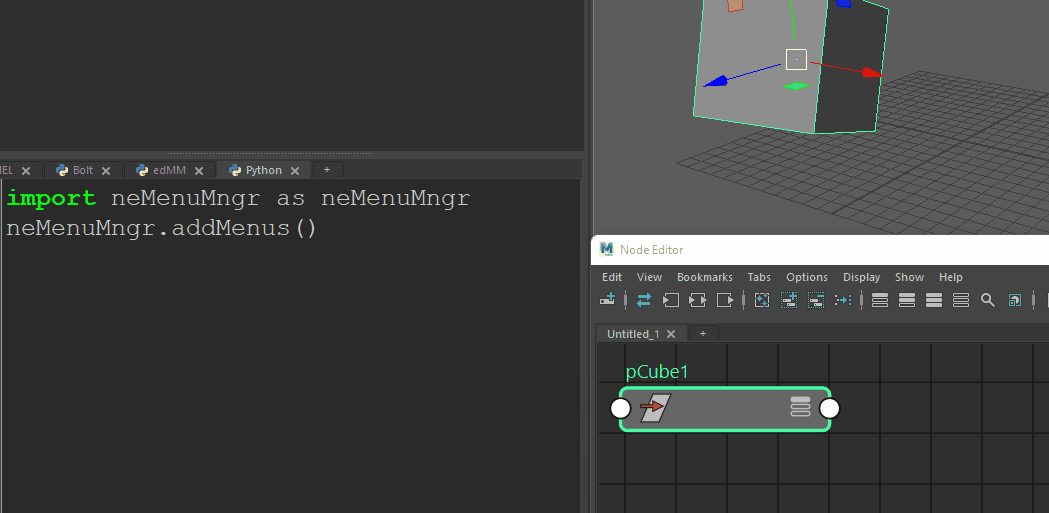 EL Bolt edMM Python +
import neMenuMngr as neMenuMngr
neMenuMngr.addMenus()
M Node Editor
Edit View Bookmarks Tabs Options Display Show Help
Untitled_1 +
pCube1